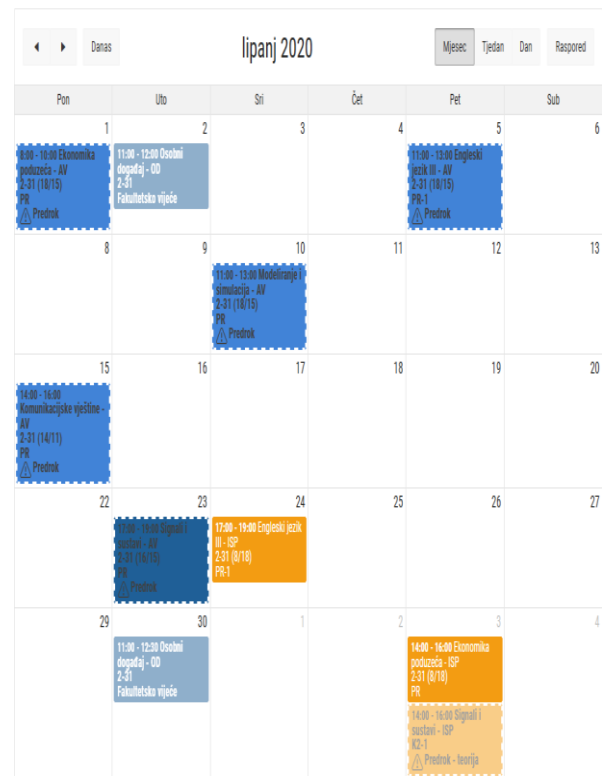 Danas
lipanj 2020
Mjesec Tjedan Dan Raspored
Pon Uto Sri Čet Pet Sub
1 2 3 4 5 6
8:00 - 10:00 Ekonomika
poduzeća - AV
2-31 (18/15)
PR
Predrok
11:00 - 12:00 Osobni
događaj - OD
2-31
Fakultetsko vijeće
11:00 - 13:00 Engleski
jezik III - AV
2-31 (18/15)
PR-1
Predrok
8 9 10 11 12 13
11:00 - 13:00 Modeliranje i
simulacija - AV
2-31 (18/15)
PR
Predrok
15 16 17 18 19 20
14:00 - 16:00
Komunikacijske vještine -
AV
2-31 (14/11)
PR
Predrok
22 23 24 25 26 27
17:00 - 19:00 Signali i
sustavi - AV
2-31 (16/15)
PR
Predrok
17:00 - 19:00 Engleski jezik
III - ISP
2-31 (8/18)
PR-1
29 30 1 2 3 4
11:00 - 12:30 Osobni
događaj - OD
2-31
Fakultetsko vijeće
14:00 - 16:00 Ekonomika
poduzeća - ISP
2-31 (8/18)
PR
14:00 - 16:00 Signali i
sustavi - ISP
K2-1
Predrok - teorija